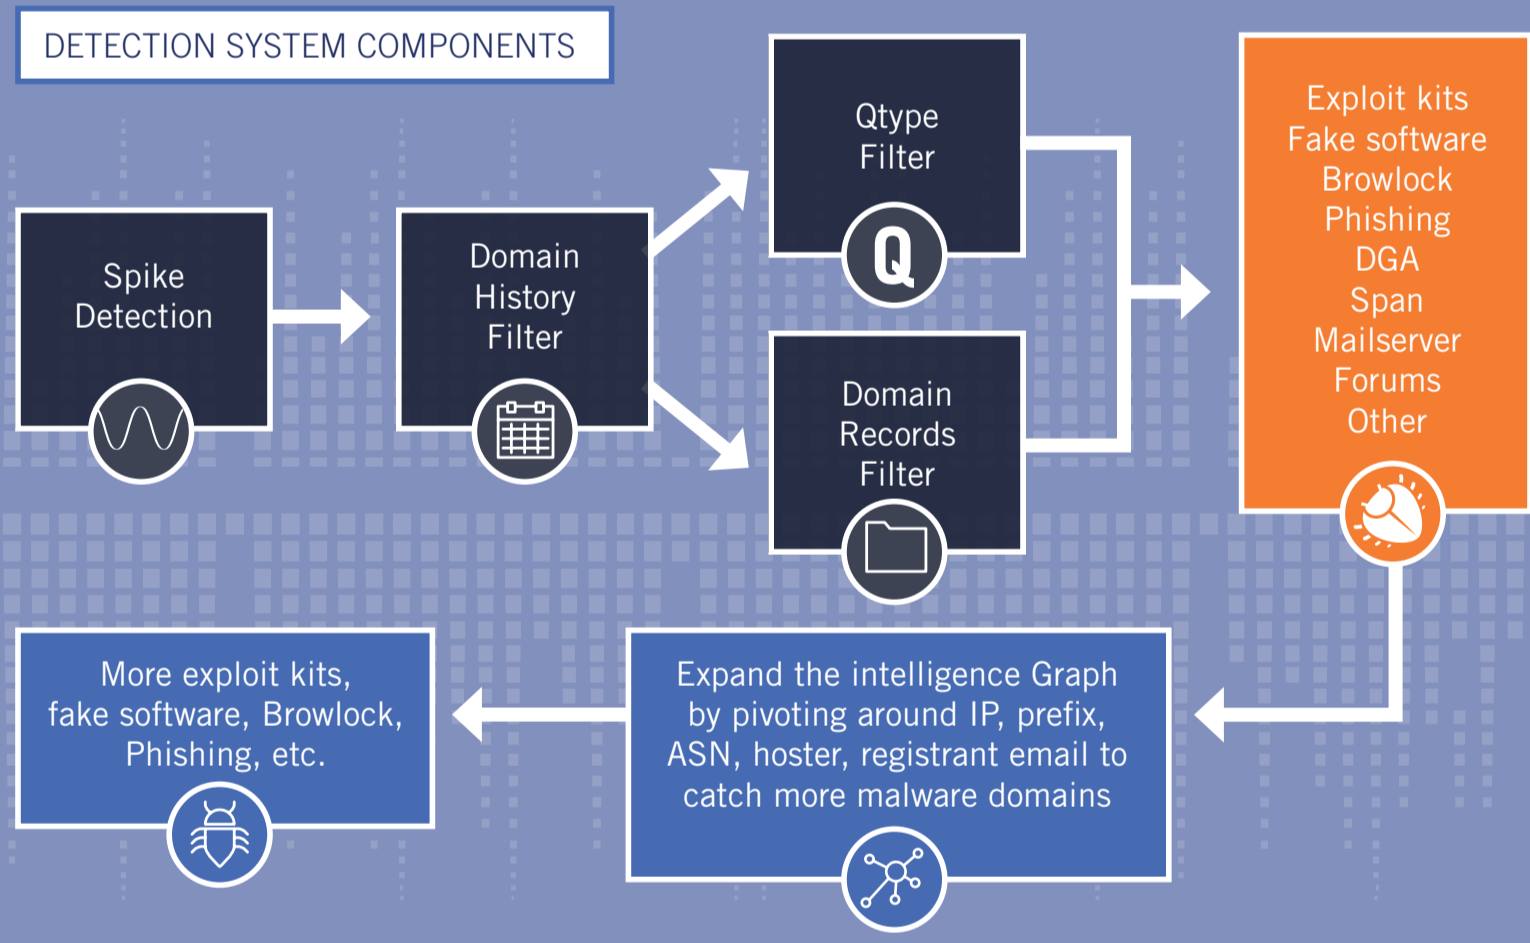 DETECTION SYSTEM COMPONENTS
Spike
Detection
Domain
History
Filter
Qtype
Filter
Q
Domain
Records
Filter
Exploit kits
Fake software
Browlock
Phishing
DGA
Span
Mailserver
Forums
Other
Expand the intelligence Graph
by pivoting around IP, prefix,
ASN, hoster, registrant email to
catch more malware domains
More exploit kits,
fake software, Browlock,
Phishing, etc.